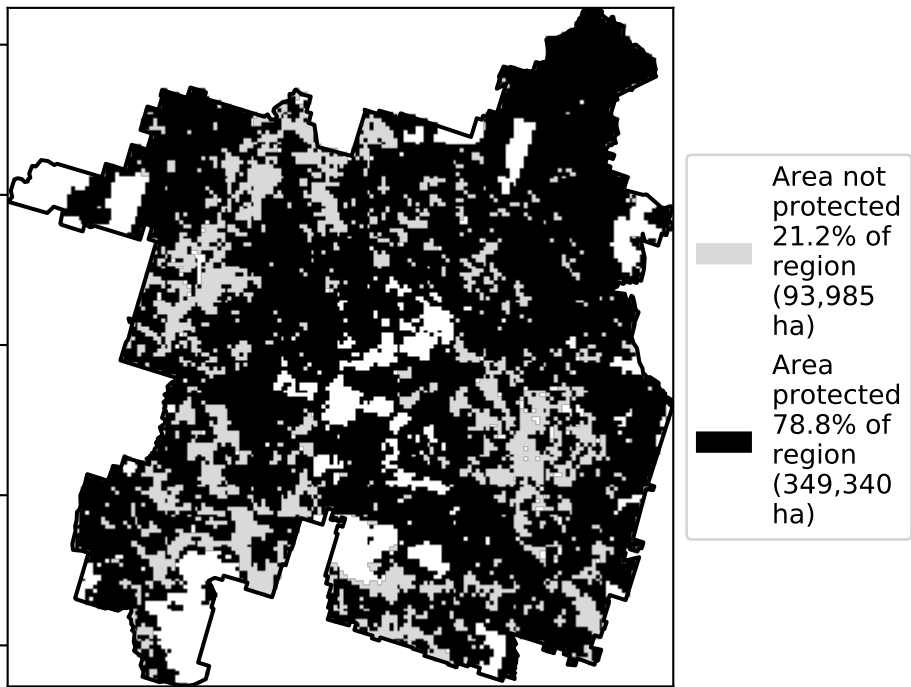 Area not
protected
21.2% of
region
(93,985
ha)
Area
protected
78.8% of
region
(349,340
ha)